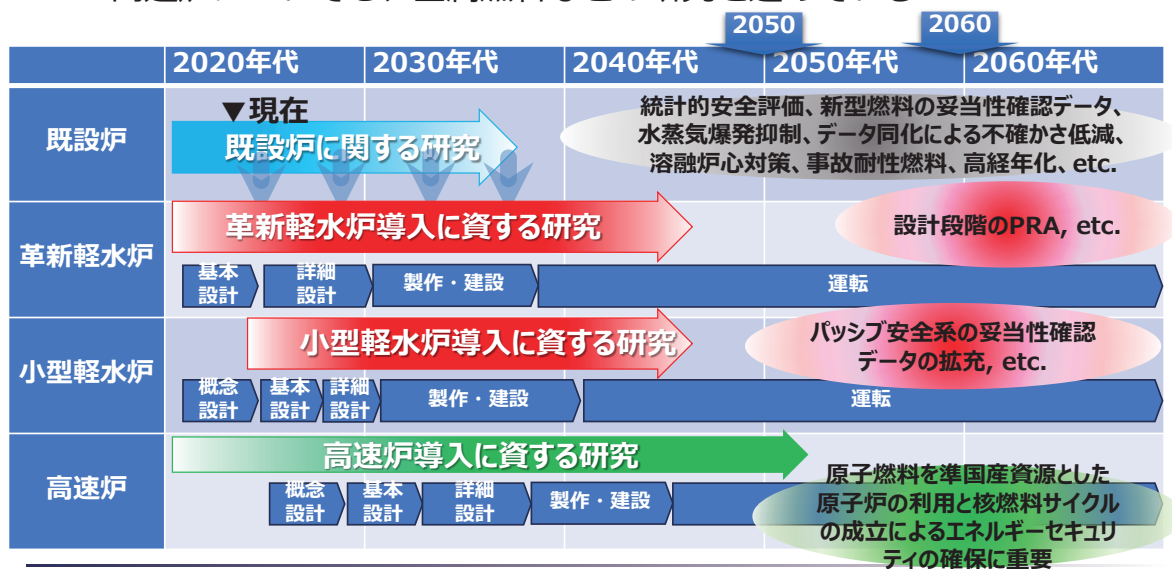 2050
2060
2020年代
2030年代
2040年代
2050年代
2060年代
既設炉
▼現在
既設炉に関する研究
統計的安全評価、新型燃料の妥当性確認データ、
水蒸気爆発抑制、データ同化による不確かさ低減、
溶融炉心対策、事故耐性燃料、高経年化、etc.
革新軽水炉
革新軽水炉導入に資する研究
設計段階のPRA, etc.
基本
設計
詳細
設計
製作・建設
運転
小型軽水炉
小型軽水炉導入に資する研究
パッシブ安全系の妥当性確認
データの拡充, etc.
概念
設計
基本
設計
詳細
設計
製作・建設
運転
高速炉
高速炉導入に資する研究
概念
設計
基本
設計
詳細
設計
製作・建設
原子燃料を準国産資源とした
原子炉の利用と核燃料サイクル
の成立によるエネルギーセキュリ
ティの確保に重要